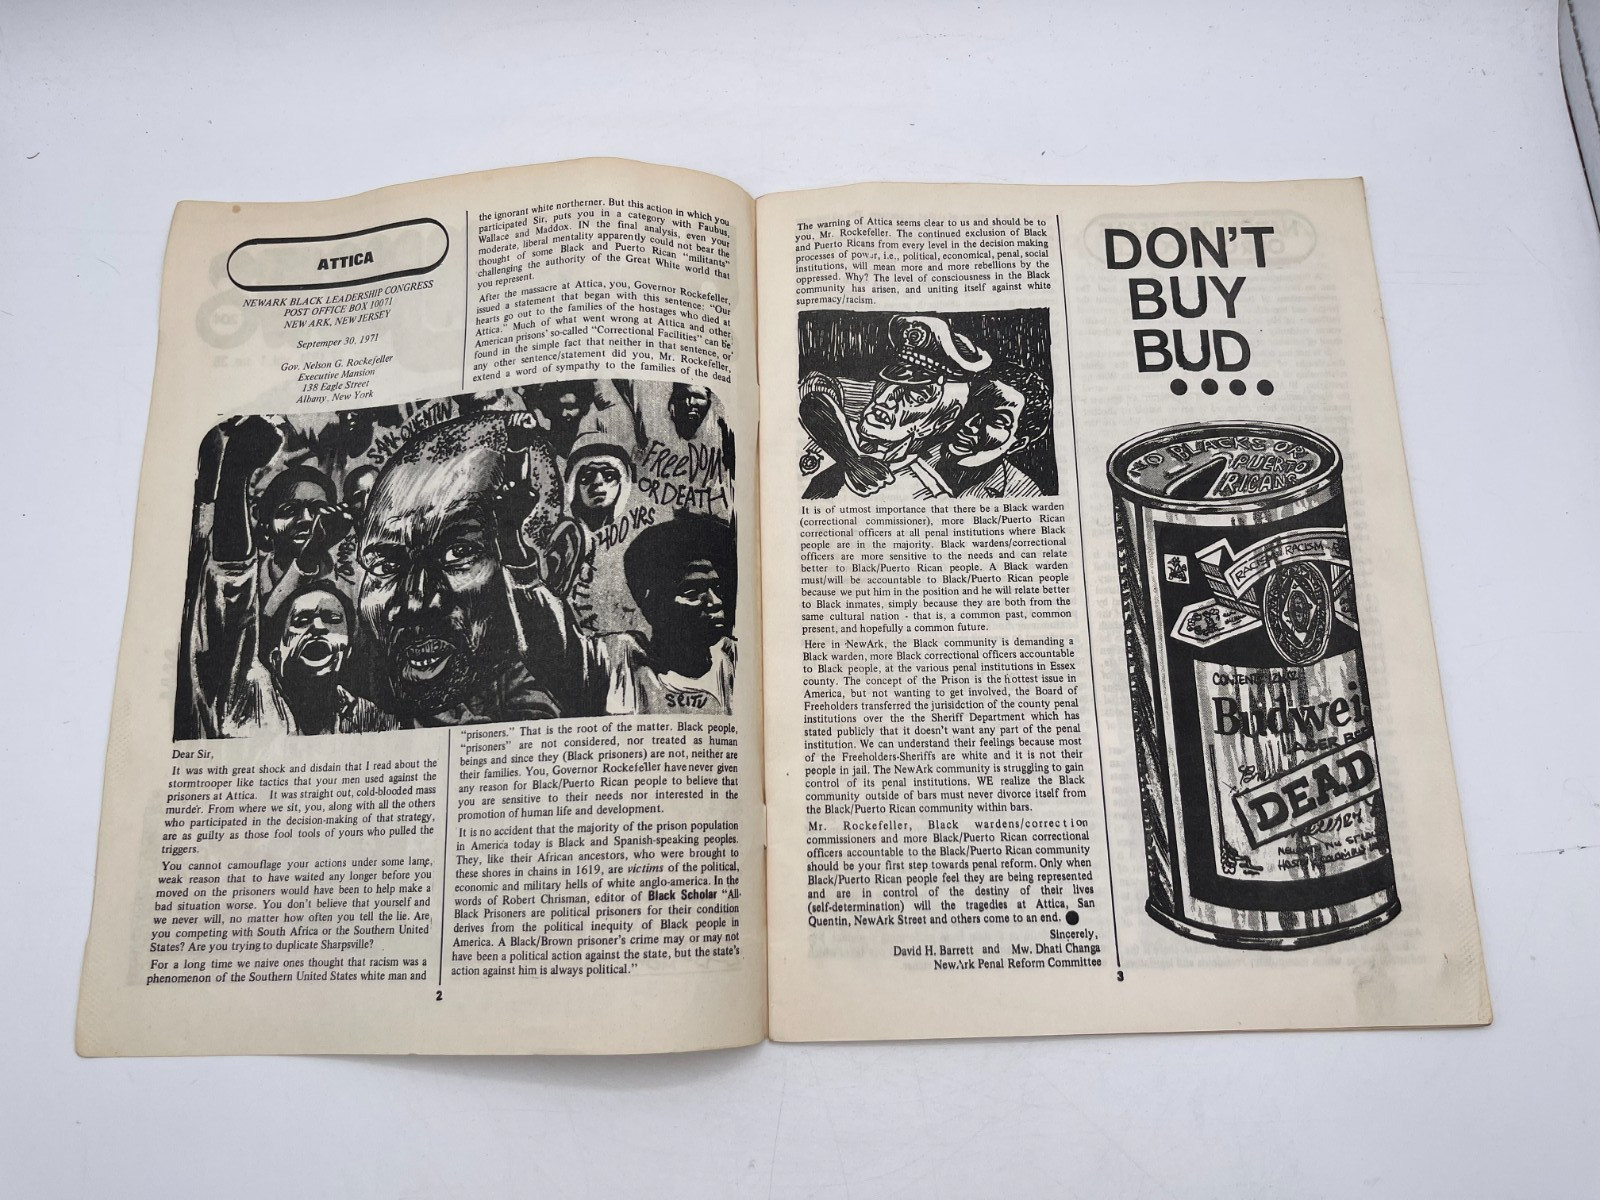 ATTICA
NEWARK BLACK LEADERSHIP CONGRESS
POST OFFICE BOX 10071
NEW ARK, NEW JERSEY
September 30, 1971
Gov. Nelson G. Rockefeller
Executive Mansion
138 Eagle Street
Albany, New York
SAN QUENTIN
FREEDOM
OR DEATH
400 YRS
ATTICA
TOMBS
SEITU
Dear Sir,
It was with great shock and disdain that I read about the
stormtrooper like tactics that your men used against the
prisoners at Attica. It was straight out, cold-blooded mass
murder. From where we sit, you, along with all the others
who participated in the decision-making of that strategy,
are as guilty as those fool tools of yours who pulled the
triggers.
You cannot camouflage your actions under some lame,
weak reason that to have waited any longer before you
moved on the prisoners would have been to help make a
bad situation worse. You don't believe that yourself and
we never will, no matter how often you tell the lie. Are
you competing with South Africa or the Southern United
States? Are you trying to duplicate Sharpsville?
For a long time we naive ones thought that racism was a
phenomenon of the Southern United States white man and
the ignorant white northerner. But this action in which you
participated Sir, puts you in a category with Faubus,
Wallace and Maddox. IN the final analysis, even your
moderate, liberal mentality apparently could not bear the
thought of some Black and Puerto Rican "militants"
challenging the authority of the Great White world that
you represent.
After the massacre at Attica, you, Governor Rockefeller,
issued a statement that began with this sentence: "Our
hearts go out to the families of the hostages who died at
Attica." Much of what went wrong at Attica and other
American prisons' so-called "Correctional Facilities" can be
found in the simple fact that neither in that sentence, or
any other sentence/statement did you, Mr. Rockefeller,
extend a word of sympathy to the families of the dead
"prisoners." That is the root of the matter. Black people,
"prisoners" are not considered, nor treated as human
beings and since they (Black prisoners) are not, neither are
their families. You, Governor Rockefeller have never given
any reason for Black/Puerto Rican people to believe that
you are sensitive to their needs nor interested in the
promotion of human life and development.
It is no accident that the majority of the prison population
in America today is Black and Spanish-speaking peoples.
They, like their African ancestors, who were brought to
these shores in chains in 1619, are victims of the political,
economic and military hells of white anglo-america. In the
words of Robert Chrisman, editor of Black Scholar "All
Black Prisoners are political prisoners for their condition
derives from the political inequity of Black people in
America. A Black/Brown prisoner's crime may or may not
have been a political action against the state, but the state's
action against him is always political."
2
The warning of Attica seems clear to us and should be to
you, Mr. Rockefeller. The continued exclusion of Black
and Puerto Ricans from every level in the decision making
processes of power, i.e., political, economical, penal, social
institutions, will mean more and more rebellions by the
oppressed. Why? The level of consciousness in the Black
community has arisen, and uniting itself against white
supremacy/racism.
It is of utmost importance that there be a Black warden
(correctional commissioner), more Black/Puerto Rican
correctional officers at all penal institutions where Black
people are in the majority. Black wardens/correctional
officers are more sensitive to the needs and can relate
better to Black/Puerto Rican people. A Black warden
must/will be accountable to Black/Puerto Rican people
because we put him in the position and he will relate better
to Black inmates, simply because they are both from the
same cultural nation - that is, a common past, common
present, and hopefully a common future.
Here in NewArk, the Black community is demanding a
Black warden, more Black correctional officers accountable
to Black people, at the various penal institutions in Essex
county. The concept of the Prison is the hottest issue in
America, but not wanting to get involved, the Board of
Freeholders transferred the jurisidction of the county penal
institutions over the the Sheriff Department which has
stated publicly that it doesn't want any part of the penal
institution. We can understand their feelings because most
of the Freeholders-Sheriffs are white and it is not their
people in jail. The NewArk community is struggling to gain
control of its penal institutions. WE realize the Black
community outside of bars must never divorce itself from
the Black/Puerto Rican community within bars.
Mr. Rockefeller, Black wardens/correction
commissioners and more Black/Puerto Rican correctional
officers accountable to the Black/Puerto Rican community
should be your first step towards penal reform. Only when
Black/Puerto Rican people feel they are being represented
and are in control of the destiny of their lives
(self-determination) will the tragedies at Attica, San
Quentin, NewArk Street and others come to an end.
Sincerely,
David H. Barrett and Mw. Dhati Changa
NewArk Penal Reform Committee
3
DON'T
BUY
BUD
NO BLACKS OR
PUERTO
RICANS
RACISM
CONTENTS 12 OZ
Budwei
LAGER BEE
DEAD